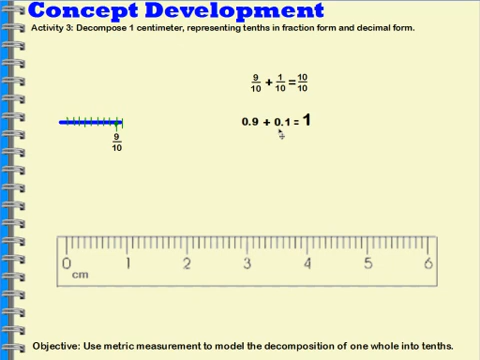 Concept Development
Activity 3: Decompose 1 centimeter, representing tenths in fraction form and decimal form.
9/10 + 1/10 = 10/10
0.9 + 0.1 = 1
9/10
0 1 2 3 4 5 6
cm
Objective: Use metric measurement to model the decomposition of one whole into tenths.